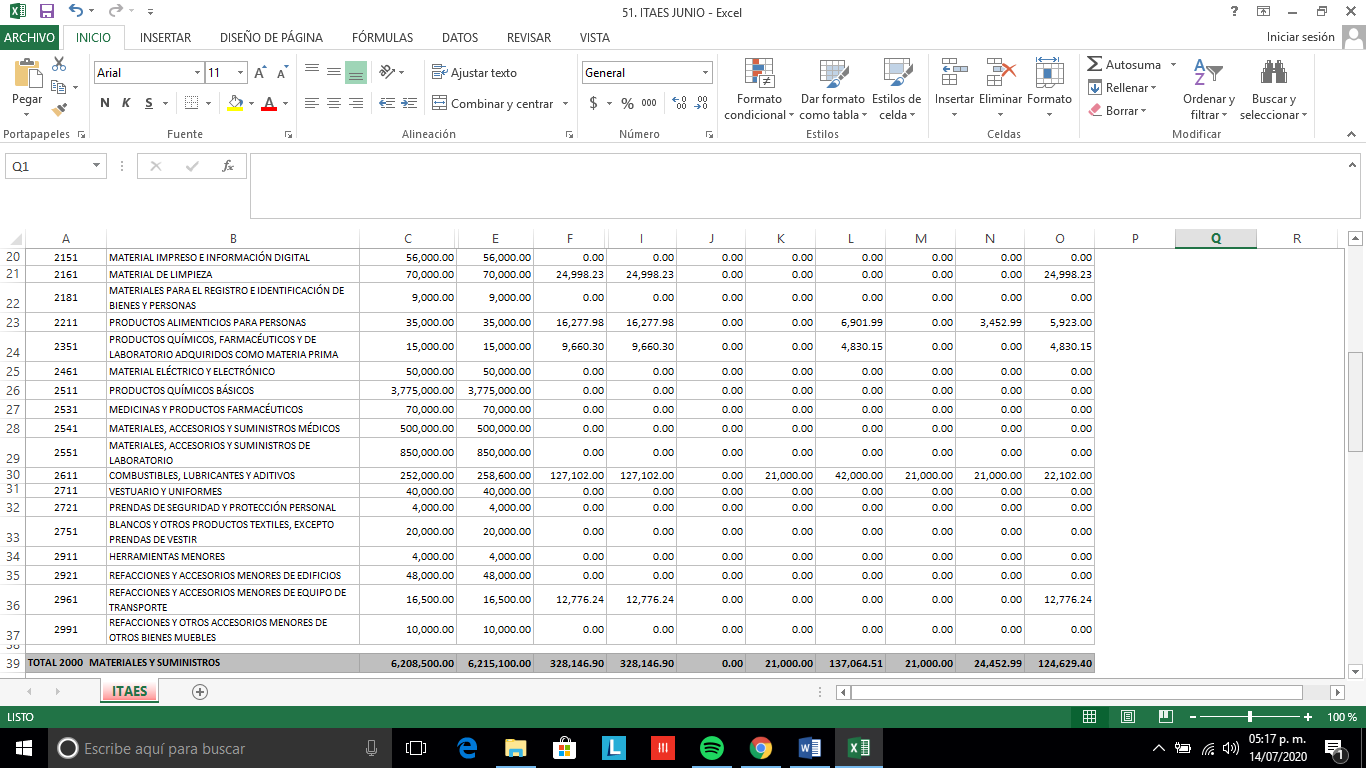 51. ITAES JUNIO - Excel
ARCHIVO INICIO INSERTAR DISEÑO DE PÁGINA FÓRMULAS DATOS REVISAR VISTA Iniciar sesión
Arial 11 Ajustar texto General Autosuma
Pegar Formato condicional Dar formato como tabla Estilos de celda Insertar Eliminar Formato Rellenar Ordenar y filtrar Buscar y seleccionar
N K S Combinar y centrar $ % 000 Borrar
Portapapeles Fuente Alineación Número Estilos Celdas Modificar
Q1 fx
A B C E F I J K L M N O P Q R
20 2151 MATERIAL IMPRESO E INFORMACIÓN DIGITAL 56,000.00 56,000.00 0.00 0.00 0.00 0.00 0.00 0.00 0.00 0.00
21 2161 MATERIAL DE LIMPIEZA 70,000.00 70,000.00 24,998.23 24,998.23 0.00 0.00 0.00 0.00 0.00 24,998.23
22 2181 MATERIALES PARA EL REGISTRO E IDENTIFICACIÓN DE
BIENES Y PERSONAS 9,000.00 9,000.00 0.00 0.00 0.00 0.00 0.00 0.00 0.00 0.00
23 2211 PRODUCTOS ALIMENTICIOS PARA PERSONAS 35,000.00 35,000.00 16,277.98 16,277.98 0.00 0.00 6,901.99 0.00 3,452.99 5,923.00
24 2351 PRODUCTOS QUÍMICOS, FARMACÉUTICOS Y DE
LABORATORIO ADQUIRIDOS COMO MATERIA PRIMA 15,000.00 15,000.00 9,660.30 9,660.30 0.00 0.00 4,830.15 0.00 0.00 4,830.15
25 2461 MATERIAL ELÉCTRICO Y ELECTRÓNICO 50,000.00 50,000.00 0.00 0.00 0.00 0.00 0.00 0.00 0.00 0.00
26 2511 PRODUCTOS QUÍMICOS BÁSICOS 3,775,000.00 3,775,000.00 0.00 0.00 0.00 0.00 0.00 0.00 0.00 0.00
27 2531 MEDICINAS Y PRODUCTOS FARMACÉUTICOS 70,000.00 70,000.00 0.00 0.00 0.00 0.00 0.00 0.00 0.00 0.00
28 2541 MATERIALES, ACCESORIOS Y SUMINISTROS MÉDICOS 500,000.00 500,000.00 0.00 0.00 0.00 0.00 0.00 0.00 0.00 0.00
29 2551 MATERIALES, ACCESORIOS Y SUMINISTROS DE
LABORATORIO 850,000.00 850,000.00 0.00 0.00 0.00 0.00 0.00 0.00 0.00 0.00
30 2611 COMBUSTIBLES, LUBRICANTES Y ADITIVOS 252,000.00 258,600.00 127,102.00 127,102.00 0.00 21,000.00 42,000.00 21,000.00 21,000.00 22,102.00
31 2711 VESTUARIO Y UNIFORMES 40,000.00 40,000.00 0.00 0.00 0.00 0.00 0.00 0.00 0.00 0.00
32 2721 PRENDAS DE SEGURIDAD Y PROTECCIÓN PERSONAL 4,000.00 4,000.00 0.00 0.00 0.00 0.00 0.00 0.00 0.00 0.00
33 2751 BLANCOS Y OTROS PRODUCTOS TEXTILES, EXCEPTO
PRENDAS DE VESTIR 20,000.00 20,000.00 0.00 0.00 0.00 0.00 0.00 0.00 0.00 0.00
34 2911 HERRAMIENTAS MENORES 4,000.00 4,000.00 0.00 0.00 0.00 0.00 0.00 0.00 0.00 0.00
35 2921 REFACCIONES Y ACCESORIOS MENORES DE EDIFICIOS 48,000.00 48,000.00 0.00 0.00 0.00 0.00 0.00 0.00 0.00 0.00
36 2961 REFACCIONES Y ACCESORIOS MENORES DE EQUIPO DE
TRANSPORTE 16,500.00 16,500.00 12,776.24 12,776.24 0.00 0.00 0.00 0.00 0.00 12,776.24
37 2991 REFACCIONES Y OTROS ACCESORIOS MENORES DE
OTROS BIENES MUEBLES 10,000.00 10,000.00 0.00 0.00 0.00 0.00 0.00 0.00 0.00 0.00
38
39 TOTAL 2000 MATERIALES Y SUMINISTROS 6,208,500.00 6,215,100.00 328,146.90 328,146.90 0.00 21,000.00 137,064.51 21,000.00 24,452.99 124,629.40
ITAES
LISTO 100 %
Escribe aquí para buscar 05:17 p. m.
14/07/2020